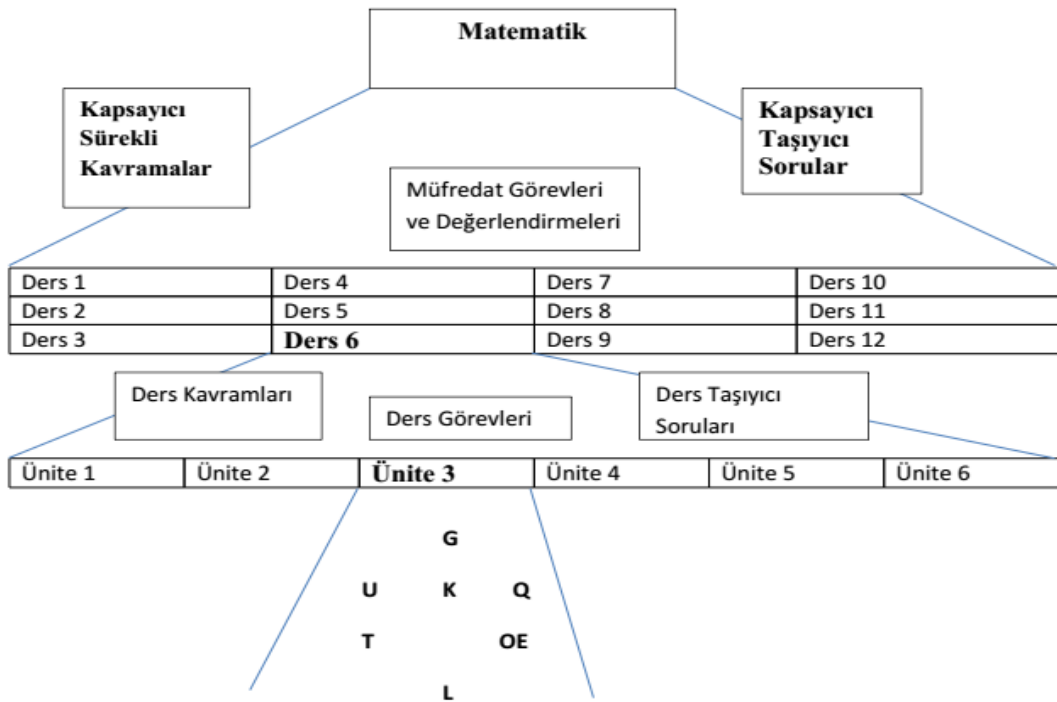 Matematik
Kapsayıcı
Sürekli
Kavramalar
Kapsayıcı
Taşıyıcı
Sorular
Müfredat Görevleri
ve Değerlendirmeleri
Ders 1 Ders 4 Ders 7 Ders 10
Ders 2 Ders 5 Ders 8 Ders 11
Ders 3 Ders 6 Ders 9 Ders 12
Ders Kavramları
Ders Görevleri
Ders Taşıyıcı
Soruları
Ünite 1 Ünite 2 Ünite 3 Ünite 4 Ünite 5 Ünite 6
G
U K Q
T OE
L